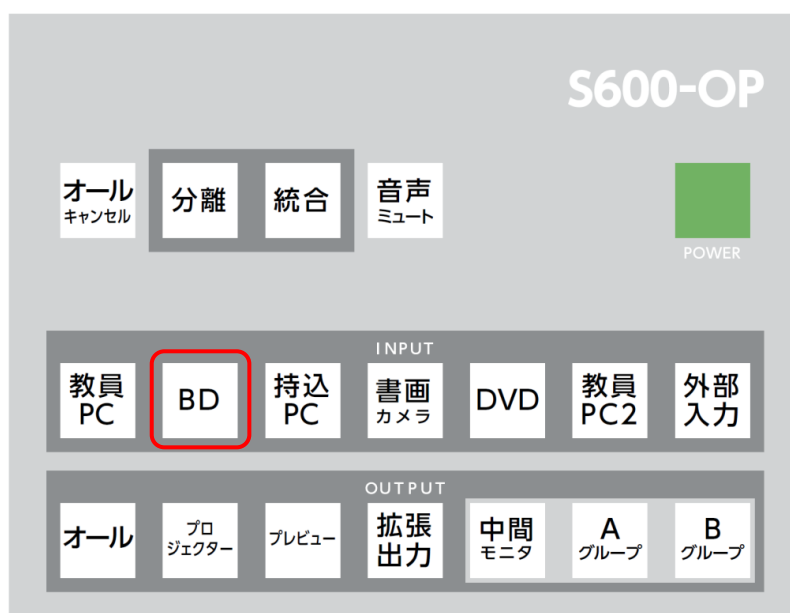 S600-OP
オール
キャンセル
分離
統合
音声
ミュート
POWER
INPUT
教員
PC
BD
持込
PC
書画
カメラ
DVD
教員
PC2
外部
入力
OUTPUT
オール
プロ
ジェクター
プレビュー
拡張
出力
中間
モニタ
A
グループ
B
グループ